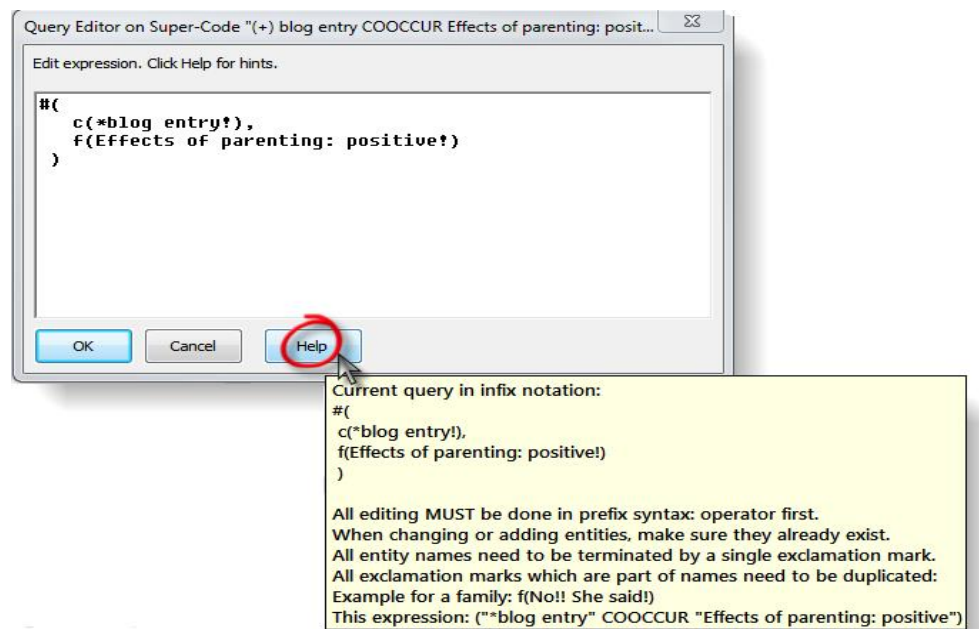 Query Editor on Super-Code "(+) blog entry COOCCUR Effects of parenting: posit...
Edit expression. Click Help for hints.
#(
c(*blog entry!),
f(Effects of parenting: positive!)
)
OK Cancel Help
Current query in infix notation:
#(
c(*blog entry!),
f(Effects of parenting: positive!)
)
All editing MUST be done in prefix syntax: operator first.
When changing or adding entities, make sure they already exist.
All entity names need to be terminated by a single exclamation mark.
All exclamation marks which are part of names need to be duplicated:
Example for a family: f(No!! She said!)
This expression: ("*blog entry" COOCCUR "Effects of parenting: positive")